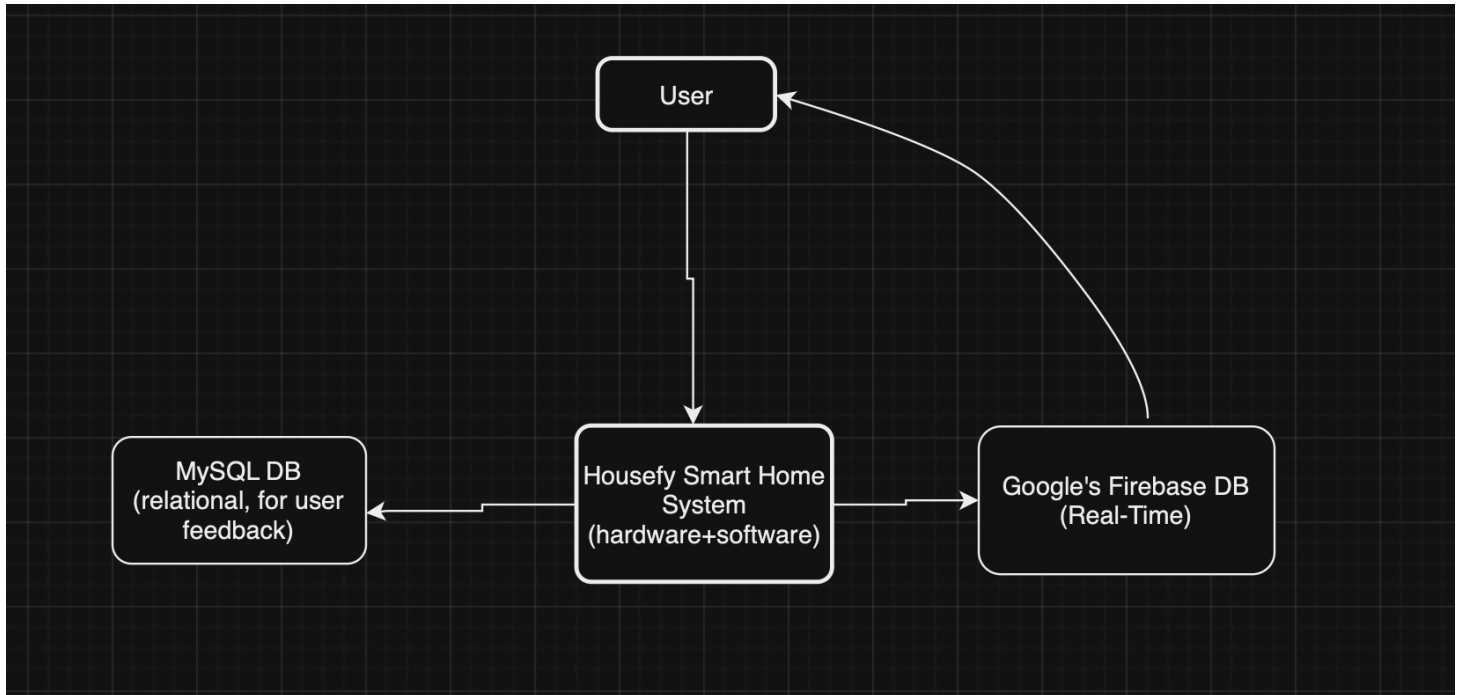 User
MySQL DB
(relational, for user
feedback)
Housefy Smart Home
System
(hardware+software)
Google's Firebase DB
(Real-Time)